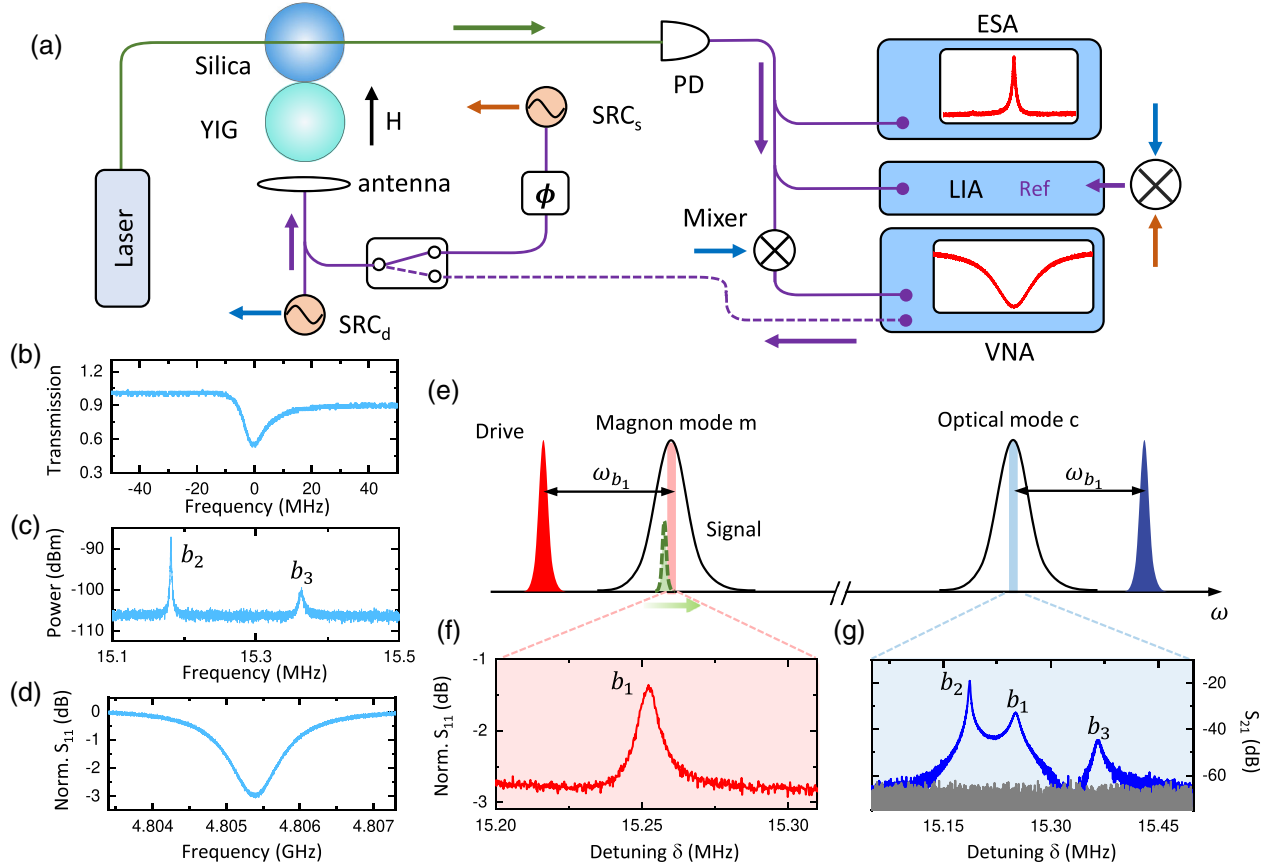 (a)
Silica
YIG
H
antenna
Laser
SRCd
SRCs
ϕ
PD
Mixer
ESA
LIA Ref
VNA
(b)
Transmission
1.2
0.9
0.6
0.3
-40 -20 0 20 40
Frequency (MHz)
(c)
Power (dBm)
-90
-100
-110
b2
b3
15.1 15.3 15.5
Frequency (MHz)
(d)
Norm. S11 (dB)
0
-1
-2
-3
4.804 4.805 4.806 4.807
Frequency (GHz)
(e)
Drive
Magnon mode m
Optical mode c
ωb1
ωb1
Signal
//
ω
(f)
Norm. S11 (dB)
-1
-2
-3
b1
15.20 15.25 15.30
Detuning δ (MHz)
(g)
b2
b1
b3
-20
-40
-60
S21 (dB)
15.15 15.30 15.45
Detuning δ (MHz)